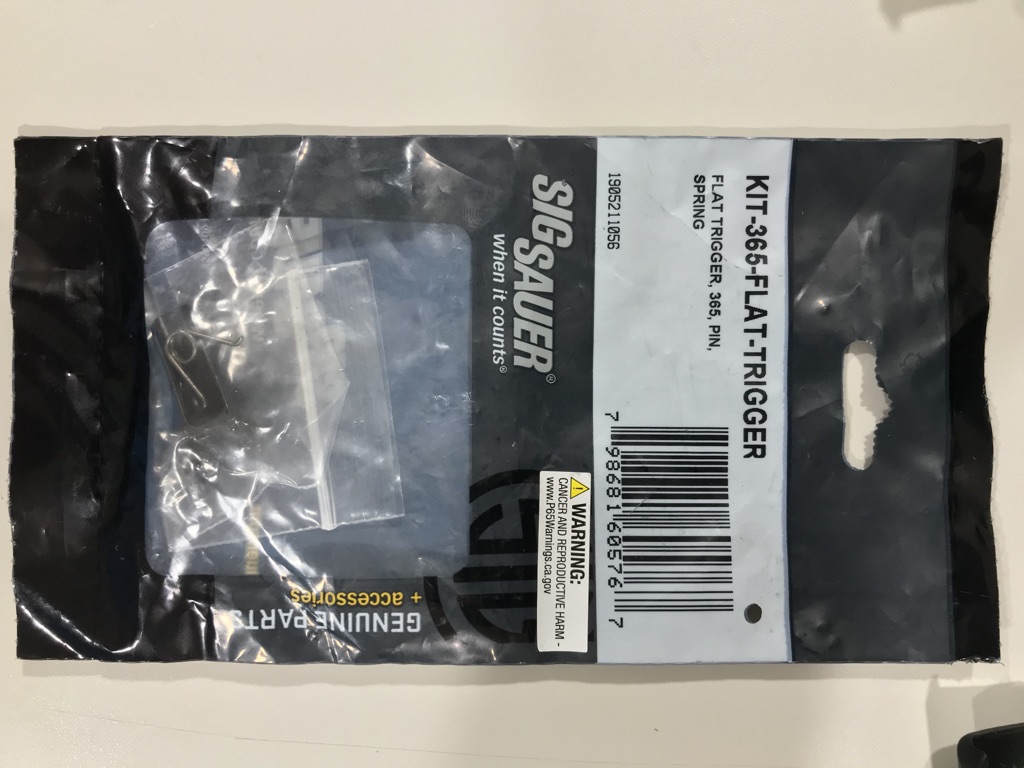 KIT-365-FLAT-TRIGGER
FLAT TRIGGER, 365, PIN,
SPRING
1905211056
7 98681 60576 7
SIG SAUER®
when it counts®
WARNING:
CANCER AND REPRODUCTIVE HARM -
www.P65Warnings.ca.gov
GENUINE PARTS
+ accessories